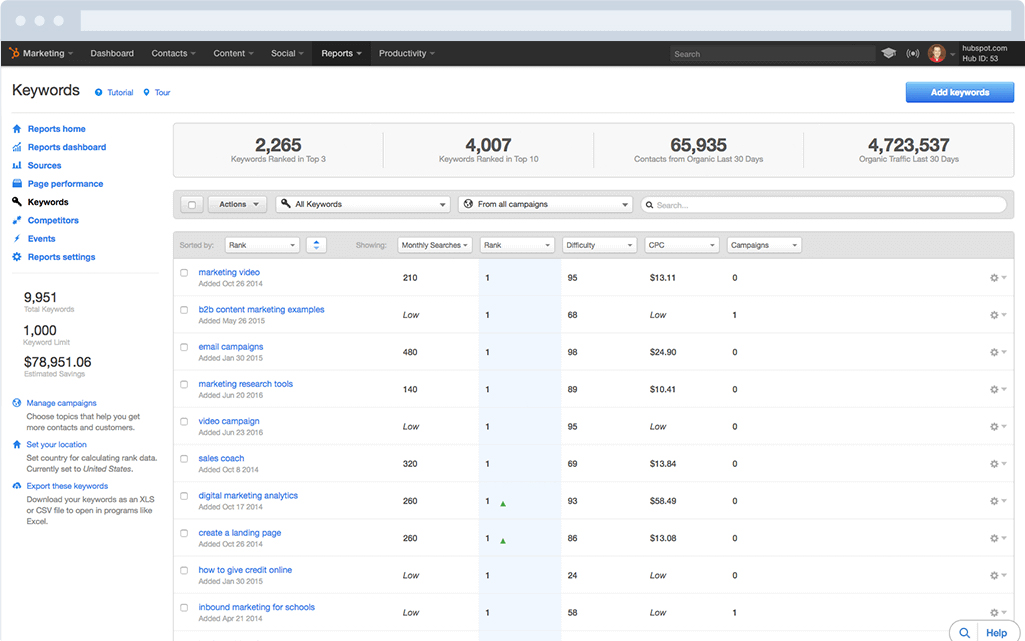 Marketing Dashboard Contacts Content Social Reports Productivity Search hubspot.com
Hub ID: 53
Keywords Tutorial Tour Add keywords
Reports home
Reports dashboard
Sources
Page performance
Keywords
Competitors
Events
Reports settings
9,951
Total Keywords
1,000
Keyword Limit
$78,951.06
Estimated Savings
Manage campaigns
Choose topics that help you get
more contacts and customers.
Set your location
Set country for calculating rank data.
Currently set to United States.
Export these keywords
Download your keywords as an XLS
or CSV file to open in programs like
Excel.
2,265 4,007 65,935 4,723,537
Keywords Ranked in Top 3 Keywords Ranked in Top 10 Contacts from Organic Last 30 Days Organic Traffic Last 30 Days
Actions All Keywords From all campaigns Search...
Sorted by: Rank Showing: Monthly Searches Rank Difficulty CPC Campaigns
marketing video 210 1 95 $13.11 0
Added Oct 26 2014
b2b content marketing examples Low 1 68 Low 1
Added May 26 2015
email campaigns 480 1 98 $24.90 0
Added Jan 30 2015
marketing research tools 140 1 89 $10.41 0
Added Jun 20 2016
video campaign Low 1 95 Low 0
Added Jun 23 2016
sales coach 320 1 69 $13.84 0
Added Oct 8 2014
digital marketing analytics 260 1 93 $58.49 0
Added Oct 17 2014
create a landing page 260 1 86 $13.08 0
Added Oct 26 2014
how to give credit online Low 1 24 Low 0
Added Jan 30 2015
inbound marketing for schools Low 1 58 Low 1
Added Apr 21 2014
Help